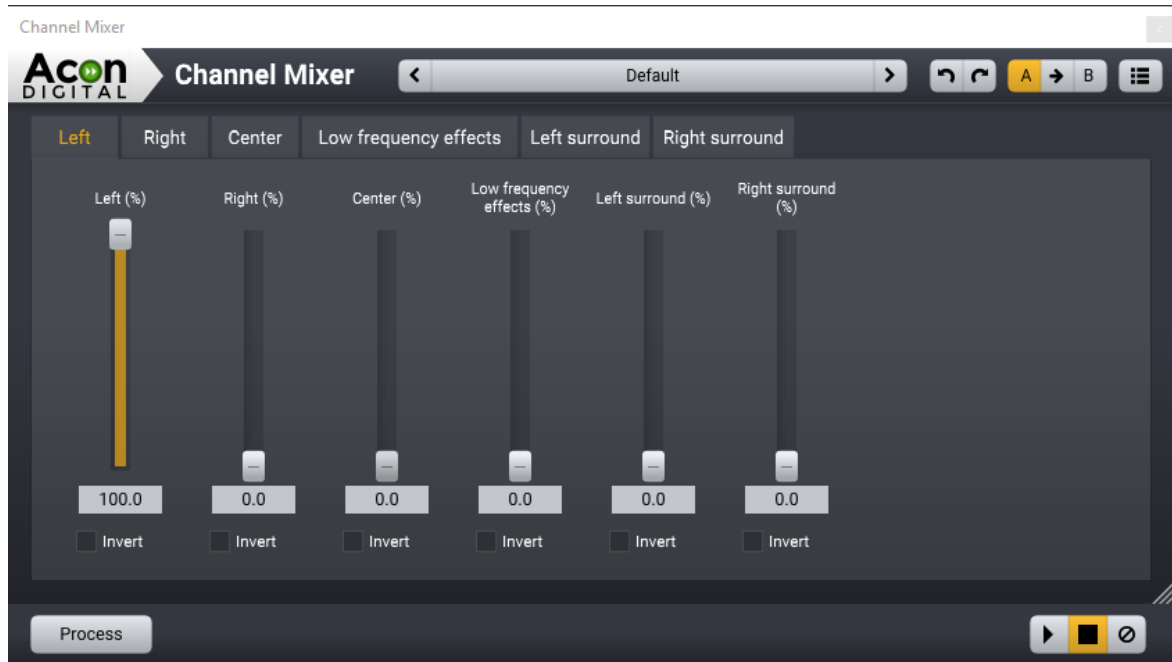 Channel Mixer
x
Acon
DIGITAL
Channel Mixer
Default
A
B
Left
Right
Center
Low frequency effects
Left surround
Right surround
Left (%)
Right (%)
Center (%)
Low frequency
effects (%)
Left surround (%)
Right surround
(%)
100.0
0.0
0.0
0.0
0.0
0.0
Invert
Invert
Invert
Invert
Invert
Invert
Process